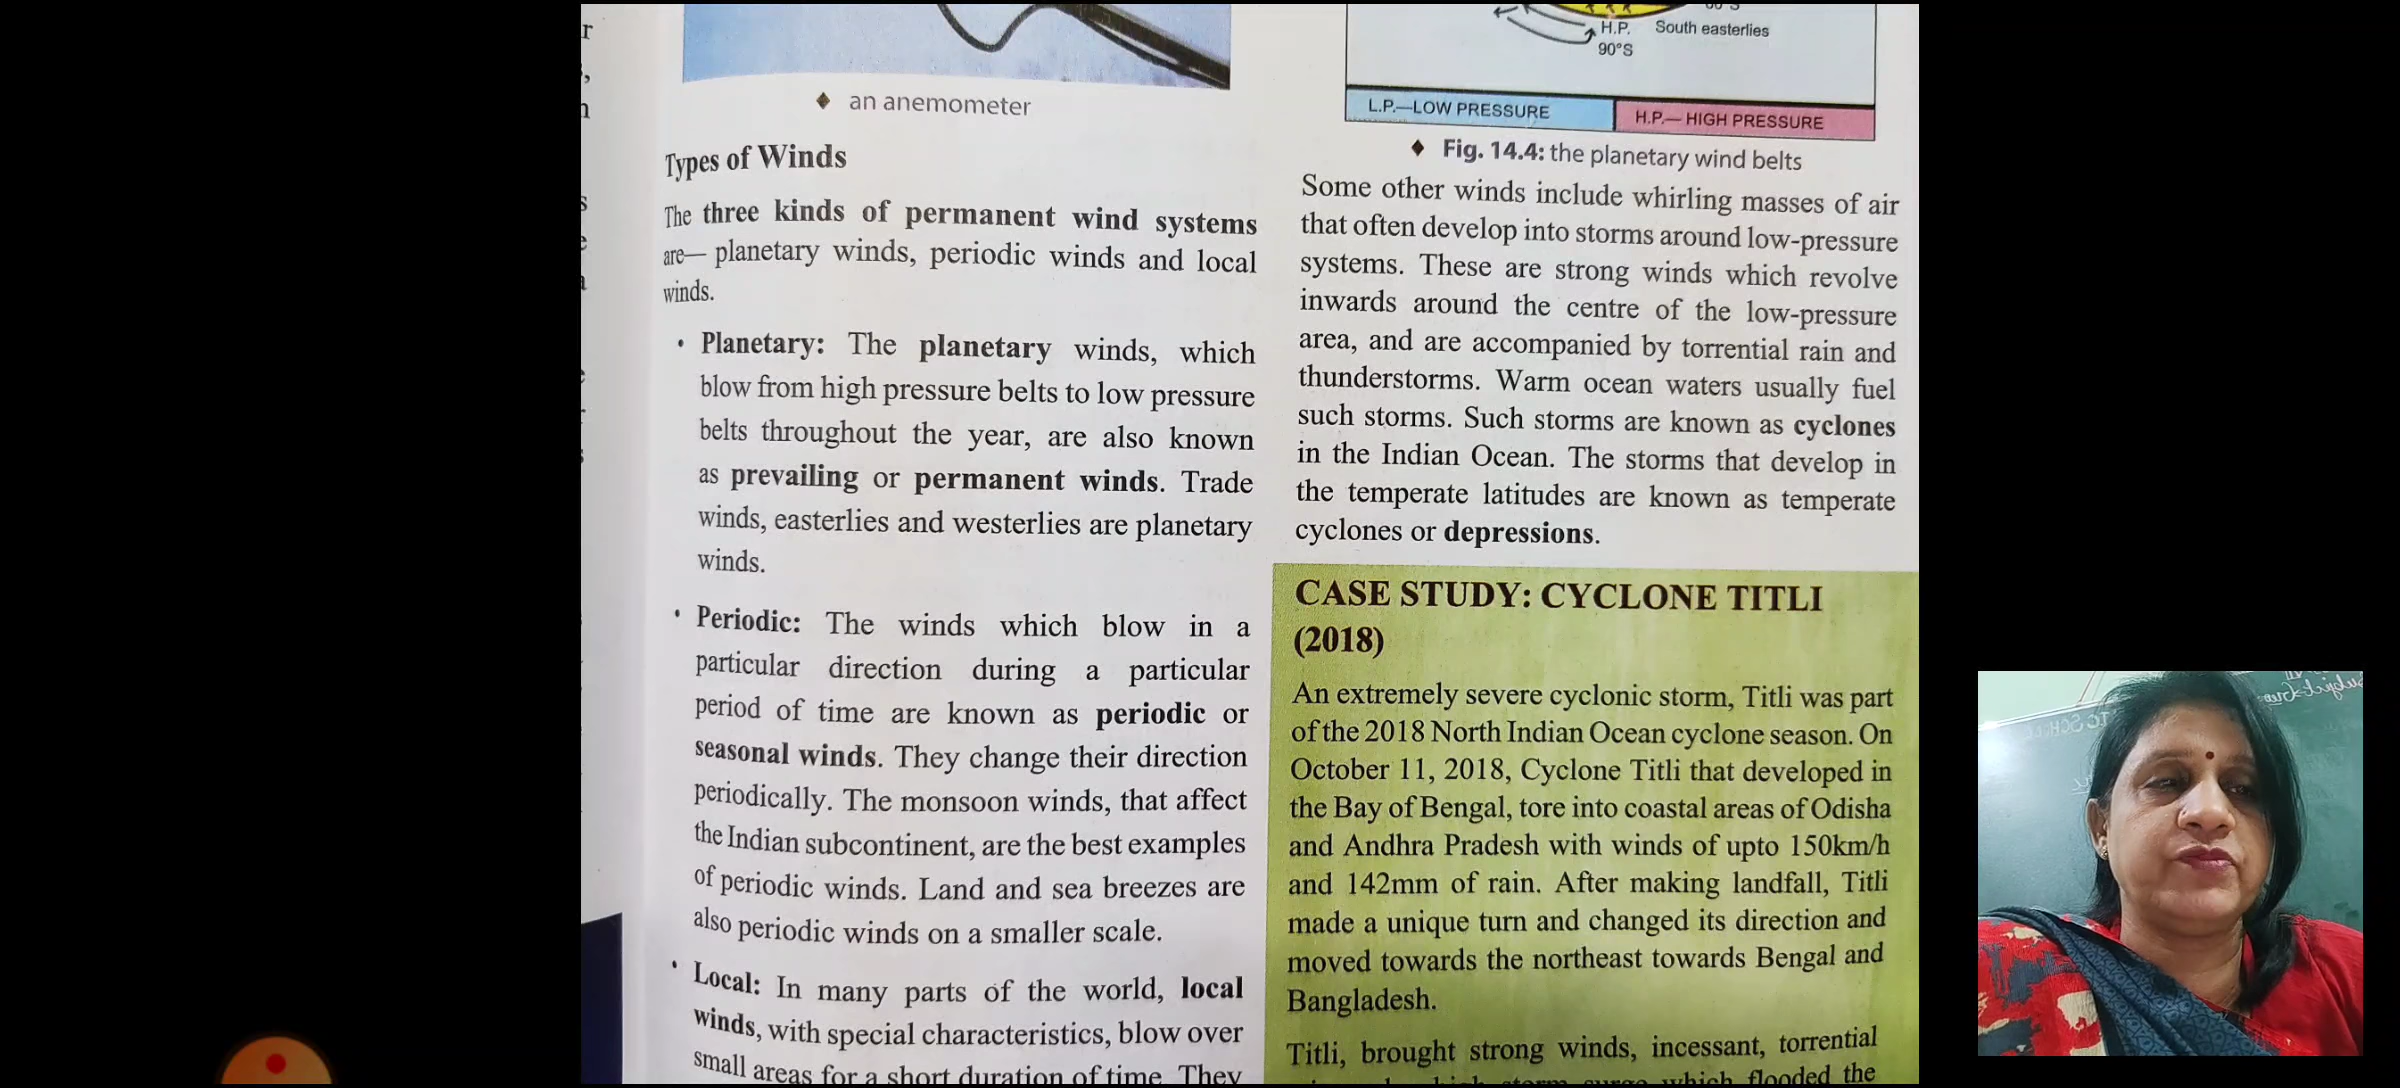 an anemometer
Types of Winds
The three kinds of permanent wind systems
are— planetary winds, periodic winds and local
winds.
• Planetary: The planetary winds, which
blow from high pressure belts to low pressure
belts throughout the year, are also known
as prevailing or permanent winds. Trade
winds, easterlies and westerlies are planetary
winds.
• Periodic: The winds which blow in a
particular direction during a particular
period of time are known as periodic or
seasonal winds. They change their direction
periodically. The monsoon winds, that affect
the Indian subcontinent, are the best examples
of periodic winds. Land and sea breezes are
also periodic winds on a smaller scale.
• Local: In many parts of the world, local
winds, with special characteristics, blow over
small areas for a short duration of time. They
H.P. South easterlies
90°S
L.P.—LOW PRESSURE
H.P.— HIGH PRESSURE
Fig. 14.4: the planetary wind belts
Some other winds include whirling masses of air
that often develop into storms around low-pressure
systems. These are strong winds which revolve
inwards around the centre of the low-pressure
area, and are accompanied by torrential rain and
thunderstorms. Warm ocean waters usually fuel
such storms. Such storms are known as cyclones
in the Indian Ocean. The storms that develop in
the temperate latitudes are known as temperate
cyclones or depressions.
CASE STUDY: CYCLONE TITLI
(2018)
An extremely severe cyclonic storm, Titli was part
of the 2018 North Indian Ocean cyclone season. On
October 11, 2018, Cyclone Titli that developed in
the Bay of Bengal, tore into coastal areas of Odisha
and Andhra Pradesh with winds of upto 150km/h
and 142mm of rain. After making landfall, Titli
made a unique turn and changed its direction and
moved towards the northeast towards Bengal and
Bangladesh.
Titli, brought strong winds, incessant, torrential
which flooded the